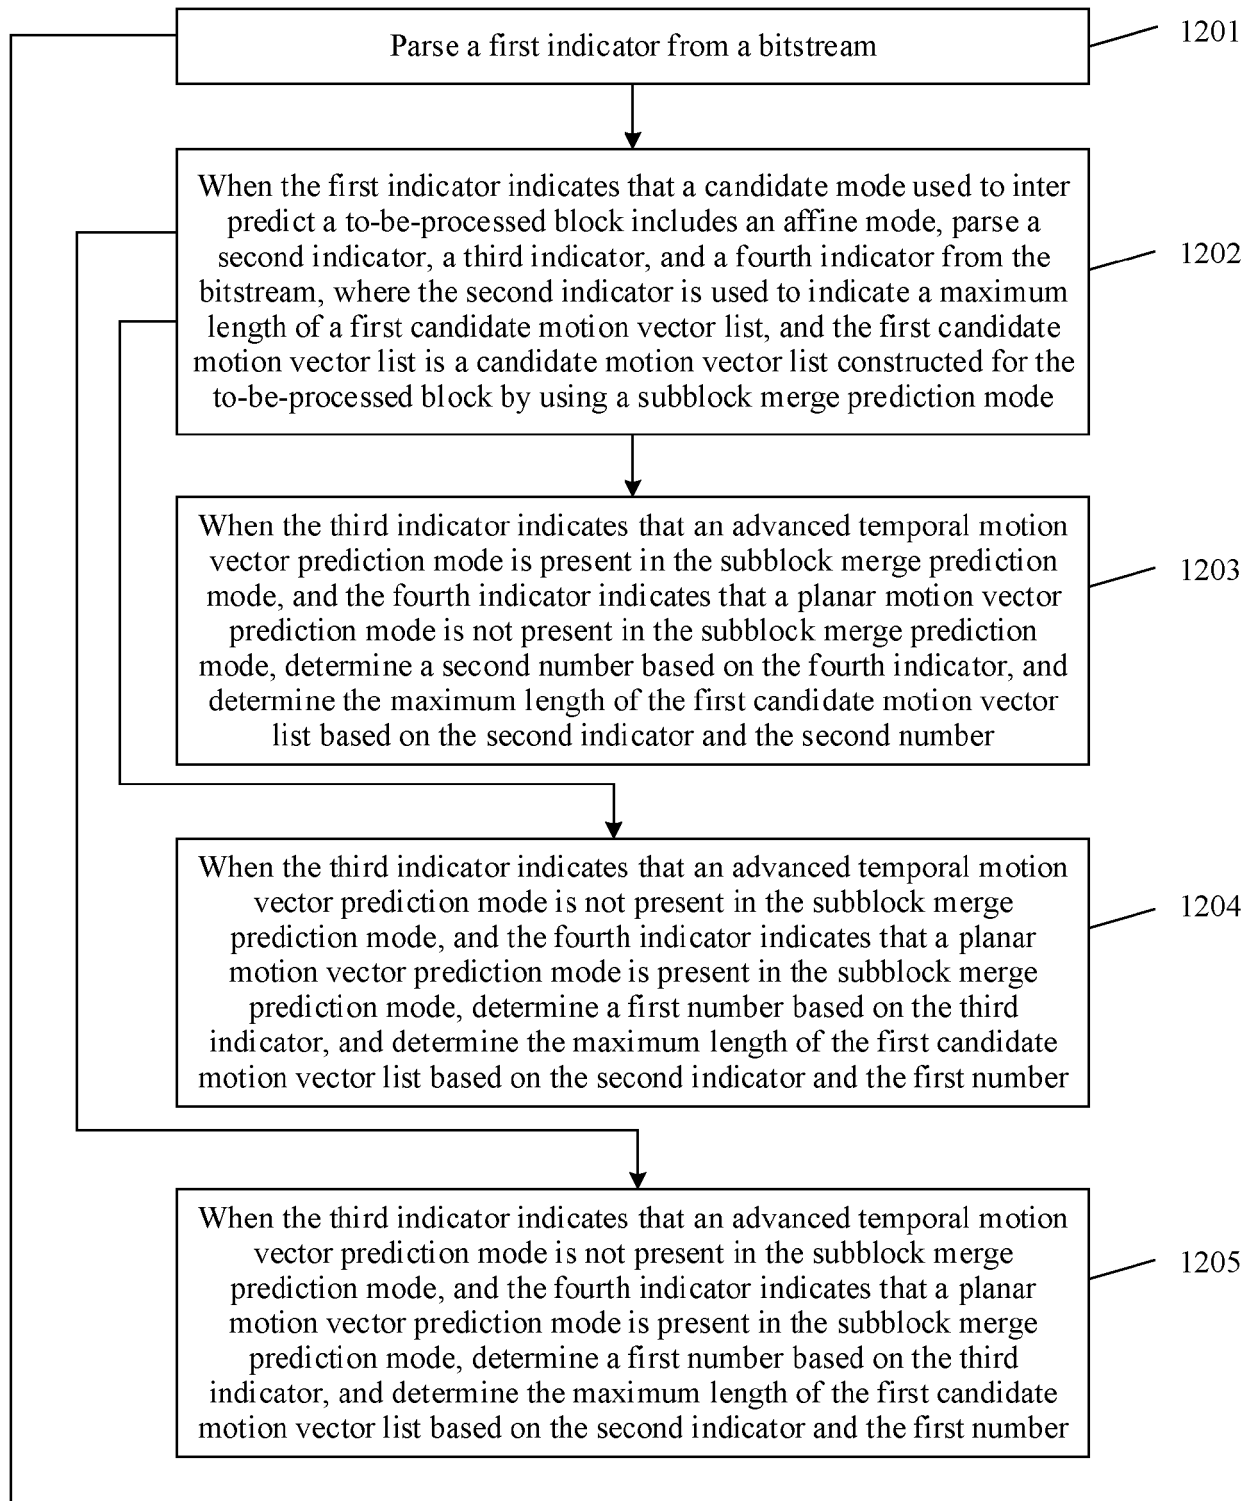 Parse a first indicator from a bitstream
1201
When the first indicator indicates that a candidate mode used to inter
predict a to-be-processed block includes an affine mode, parse a
second indicator, a third indicator, and a fourth indicator from the
bitstream, where the second indicator is used to indicate a maximum
length of a first candidate motion vector list, and the first candidate
motion vector list is a candidate motion vector list constructed for the
to-be-processed block by using a subblock merge prediction mode
1202
When the third indicator indicates that an advanced temporal motion
vector prediction mode is present in the subblock merge prediction
mode, and the fourth indicator indicates that a planar motion vector
prediction mode is not present in the subblock merge prediction
mode, determine a second number based on the fourth indicator, and
determine the maximum length of the first candidate motion vector
list based on the second indicator and the second number
1203
When the third indicator indicates that an advanced temporal motion
vector prediction mode is not present in the subblock merge
prediction mode, and the fourth indicator indicates that a planar
motion vector prediction mode is present in the subblock merge
prediction mode, determine a first number based on the third
indicator, and determine the maximum length of the first candidate
motion vector list based on the second indicator and the first number
1204
When the third indicator indicates that an advanced temporal motion
vector prediction mode is not present in the subblock merge
prediction mode, and the fourth indicator indicates that a planar
motion vector prediction mode is present in the subblock merge
prediction mode, determine a first number based on the third
indicator, and determine the maximum length of the first candidate
motion vector list based on the second indicator and the first number
1205